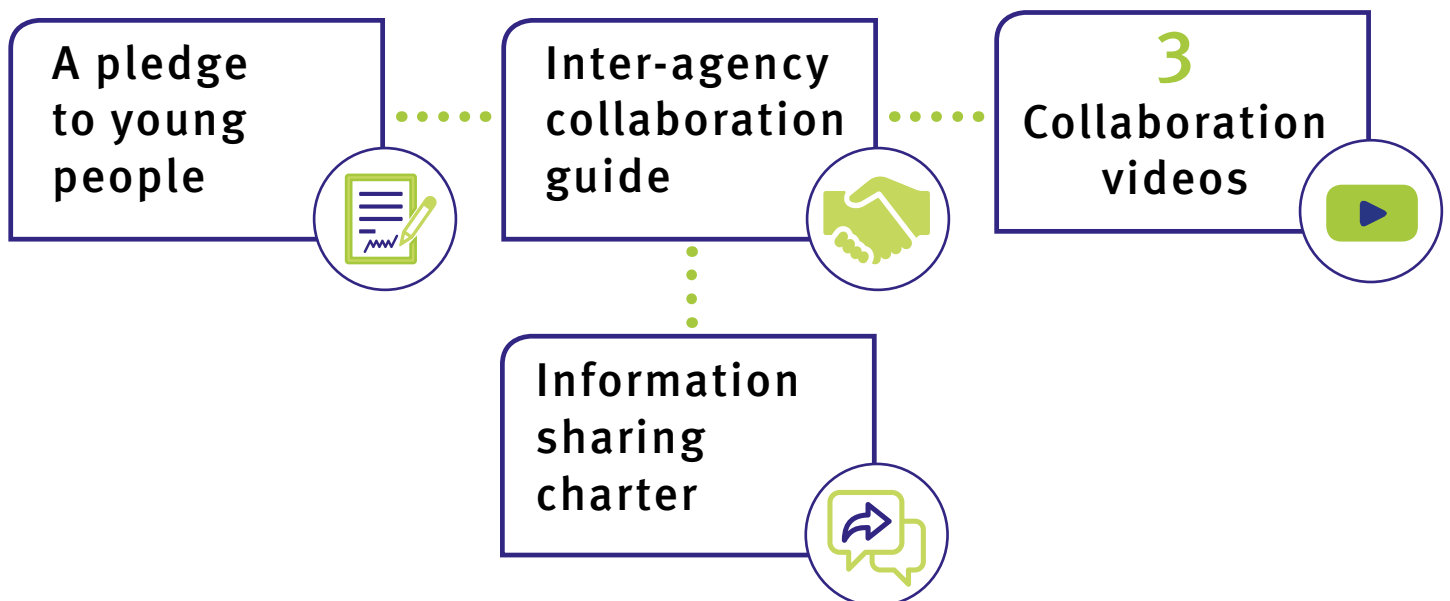 A pledge
to young
people
Inter-agency
collaboration
guide
3
Collaboration
videos
Information
sharing
charter